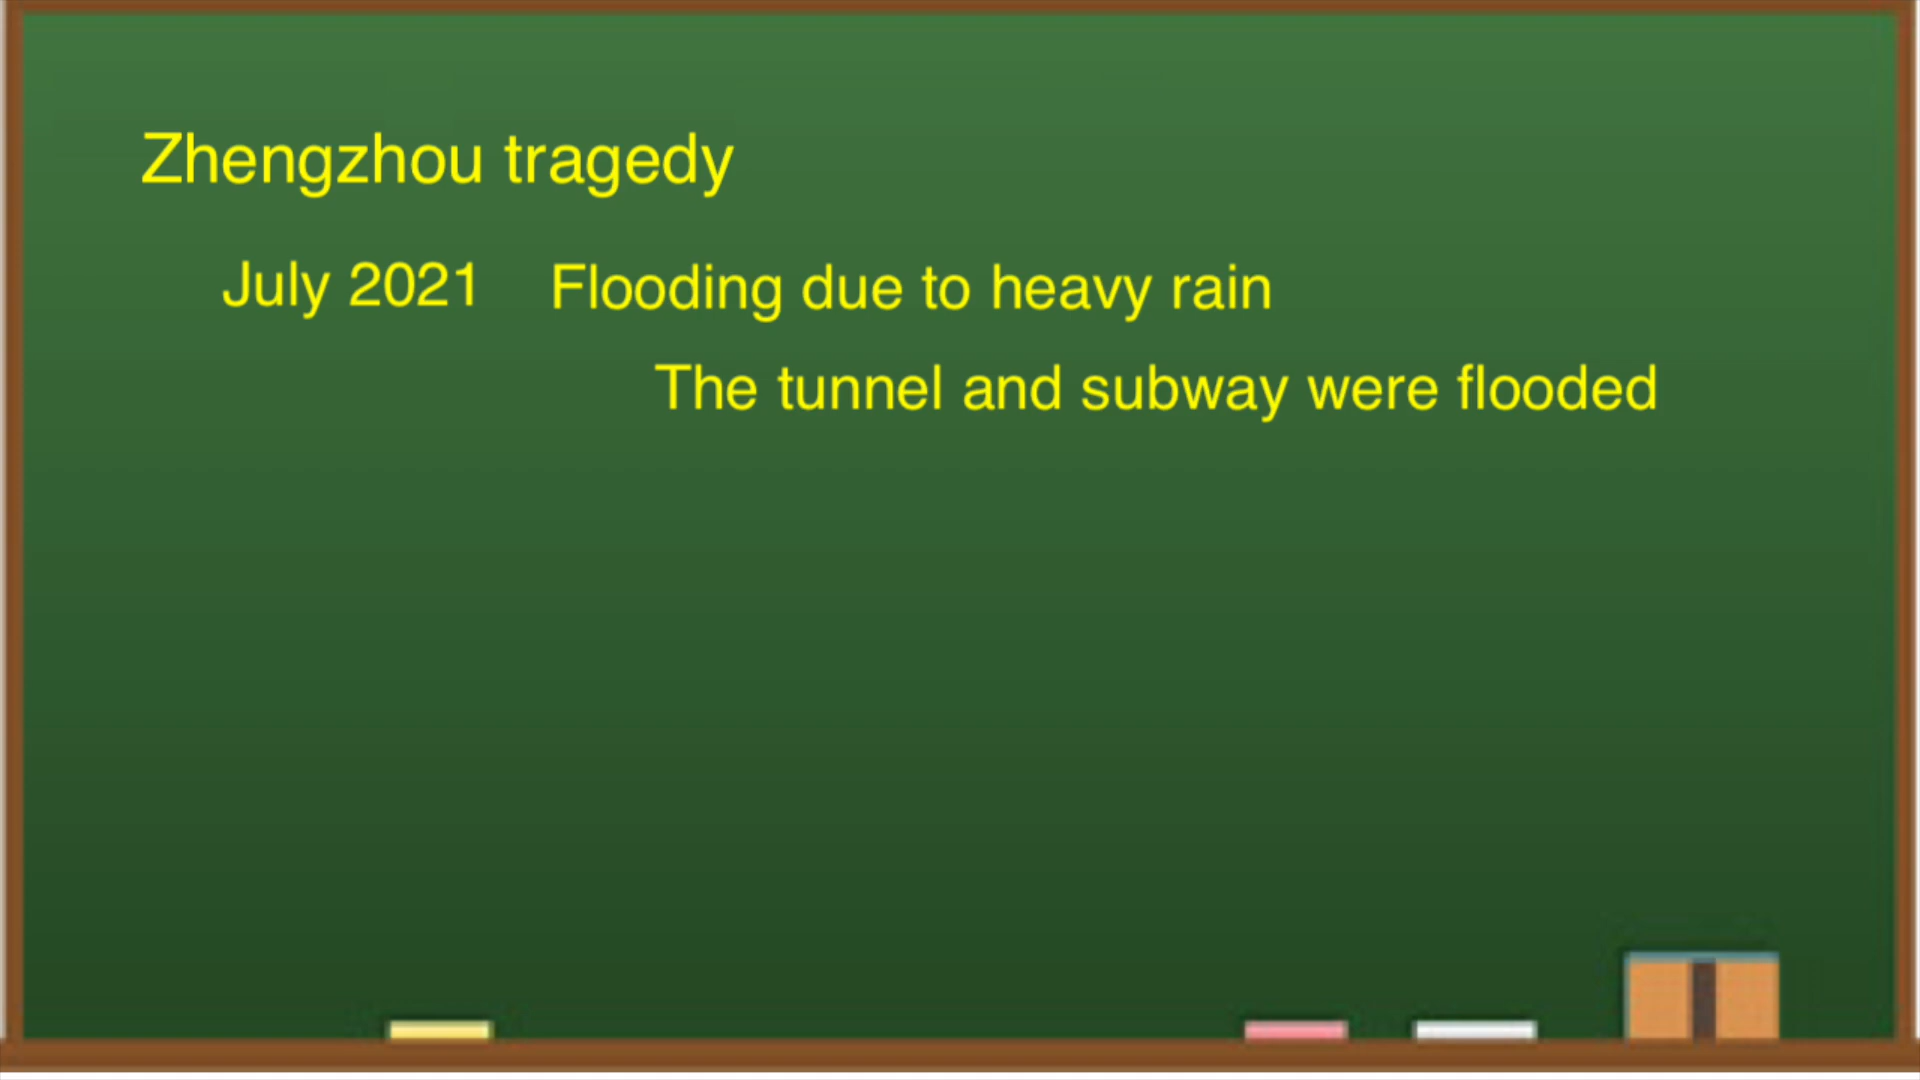 Zhengzhou tragedy
July 2021 Flooding due to heavy rain
The tunnel and subway were flooded